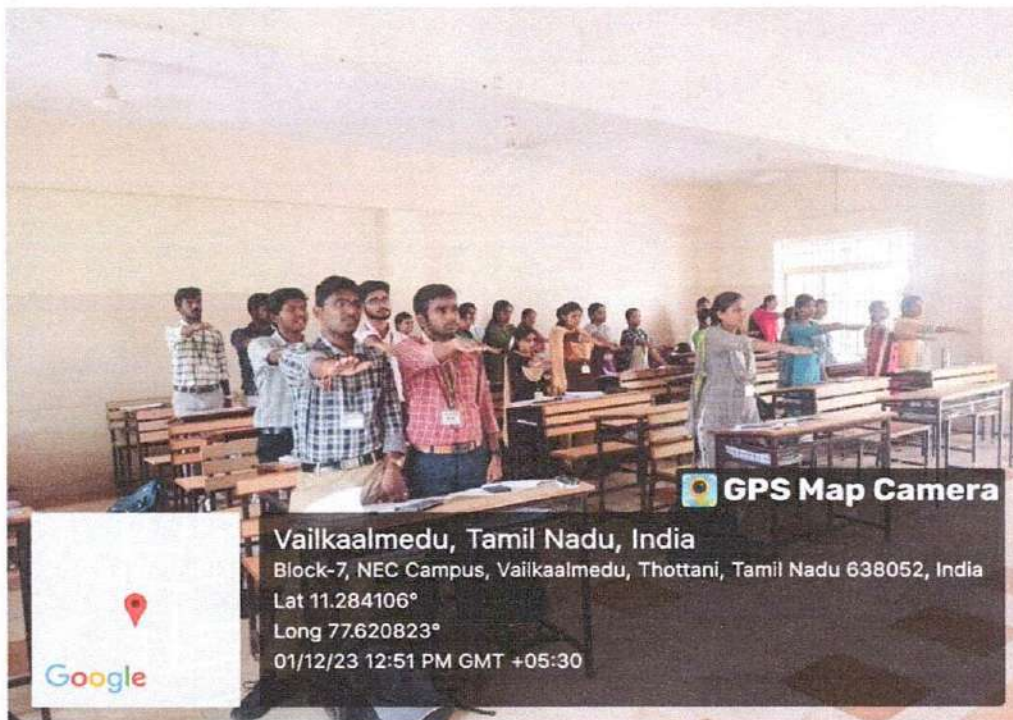 GPS Map Camera
Vailkaalmedu, Tamil Nadu, India
Block-7, NEC Campus, Vailkaalmedu, Thottani, Tamil Nadu 638052, India
Lat 11.284106°
Long 77.620823°
01/12/23 12:51 PM GMT +05:30
Google